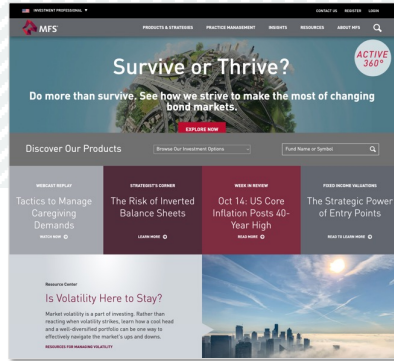 INVESTMENT PROFESSIONAL
CONTACT US REGISTER LOGIN
MFS®
PRODUCTS & STRATEGIES PRACTICE MANAGEMENT INSIGHTS RESOURCES ABOUT MFS
ACTIVE
360°
Survive or Thrive?
Do more than survive. See how we strive to make the most of changing
bond markets.
EXPLORE NOW
Discover Our Products
Browse Our Investment Options
Fund Name or Symbol
WEBCAST REPLAY
Tactics to Manage
Caregiving
Demands
WATCH NOW
STRATEGIST'S CORNER
The Risk of Inverted
Balance Sheets
LEARN MORE
WEEK IN REVIEW
Oct 14: US Core
Inflation Posts 40-
Year High
READ MORE
FIXED INCOME VALUATIONS
The Strategic Power
of Entry Points
READ TO LEARN MORE
Resource Center
Is Volatility Here to Stay?
Market volatility is a part of investing. Rather than
reacting when volatility strikes, learn how a cool head
and a well-diversified portfolio can be one way to
effectively navigate the market's ups and downs.
RESOURCES FOR MANAGING VOLATILITY